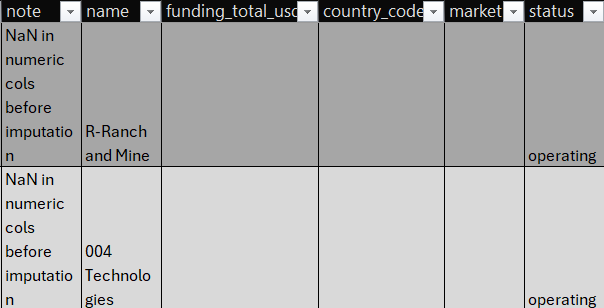 note name funding_total_usd country_code market status
NaN in
numeric
cols
before
imputatio
n
R-Ranch
and Mine
operating
NaN in
numeric
cols
before
imputatio
n
004
Technolo
gies
operating